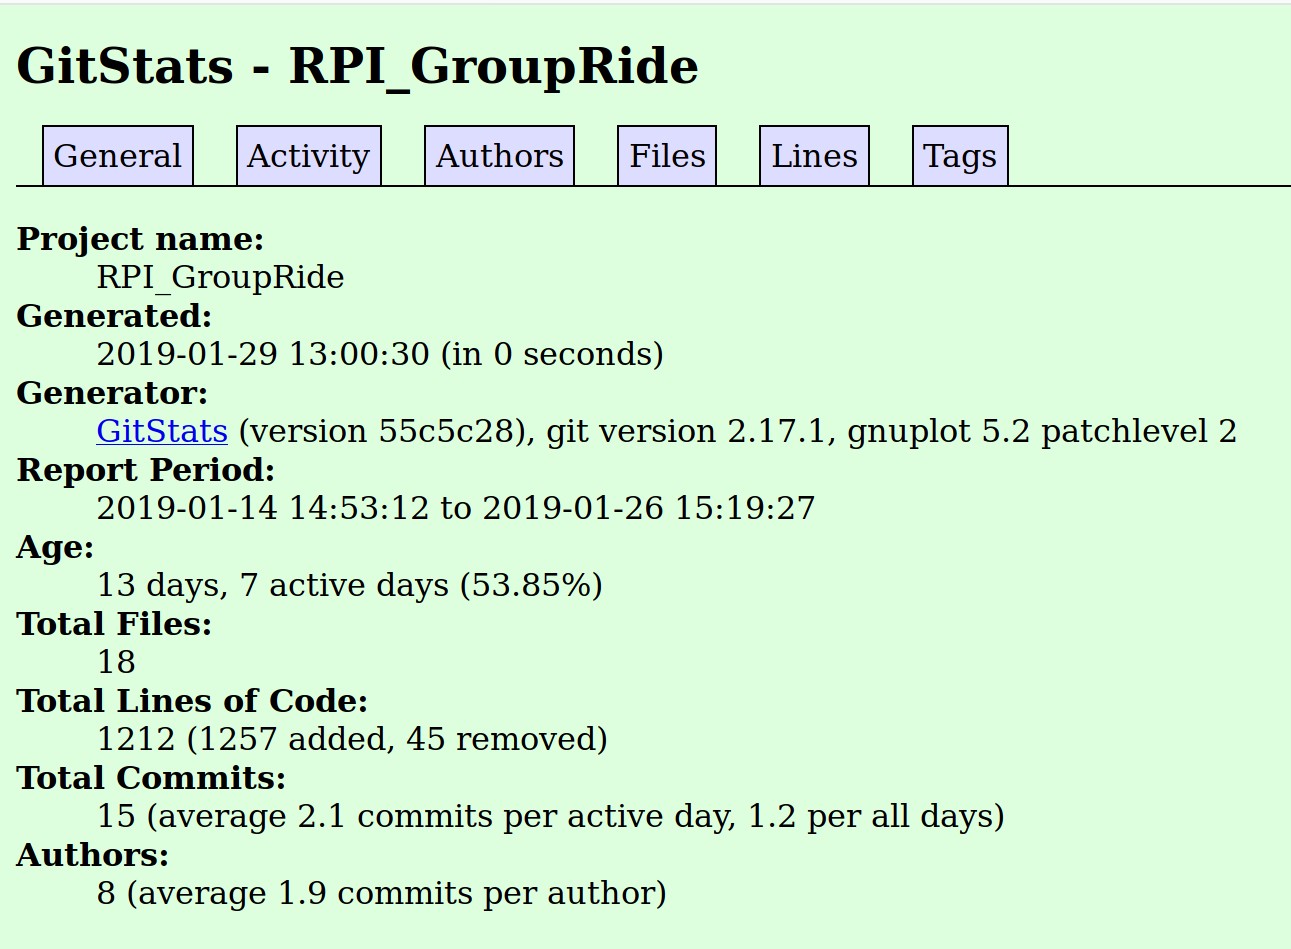 GitStats - RPI_GroupRide
General Activity Authors Files Lines Tags
Project name:
RPI_GroupRide
Generated:
2019-01-29 13:00:30 (in 0 seconds)
Generator:
GitStats (version 55c5c28), git version 2.17.1, gnuplot 5.2 patchlevel 2
Report Period:
2019-01-14 14:53:12 to 2019-01-26 15:19:27
Age:
13 days, 7 active days (53.85%)
Total Files:
18
Total Lines of Code:
1212 (1257 added, 45 removed)
Total Commits:
15 (average 2.1 commits per active day, 1.2 per all days)
Authors:
8 (average 1.9 commits per author)